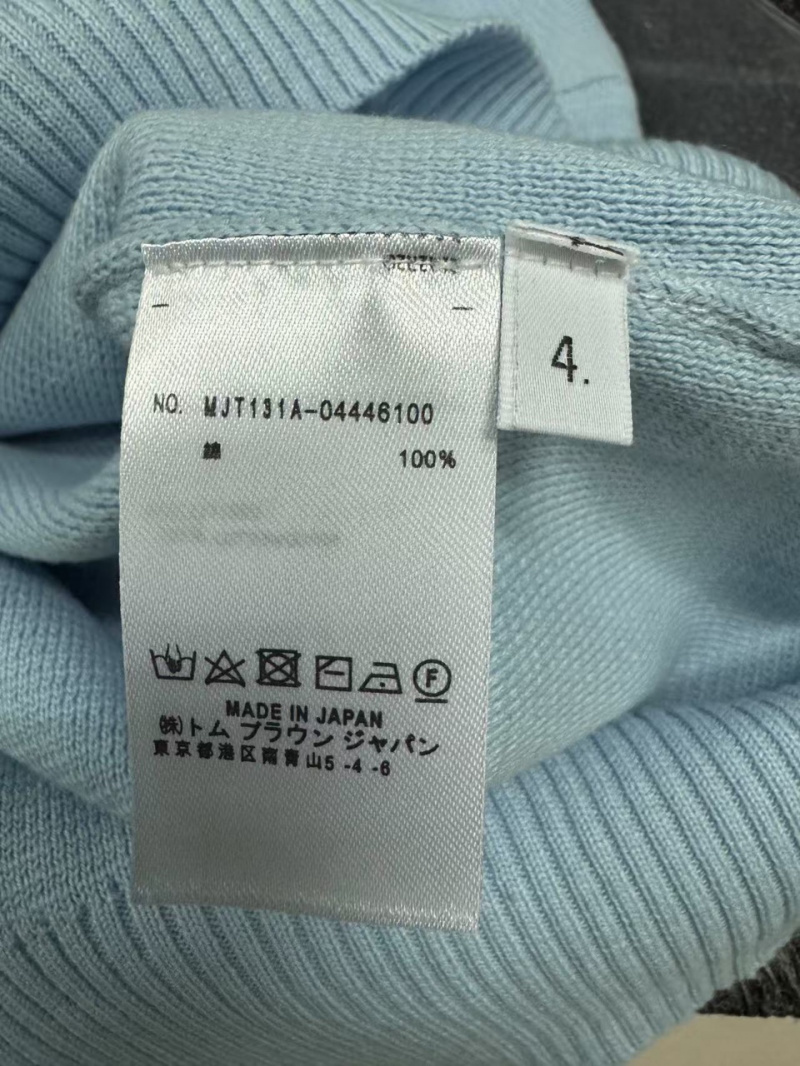 NO. MJT131A-04446100
綿 100%
4.
F
MADE IN JAPAN
㈱トム ブラウン ジャパン
東京都港区南青山5-4-6